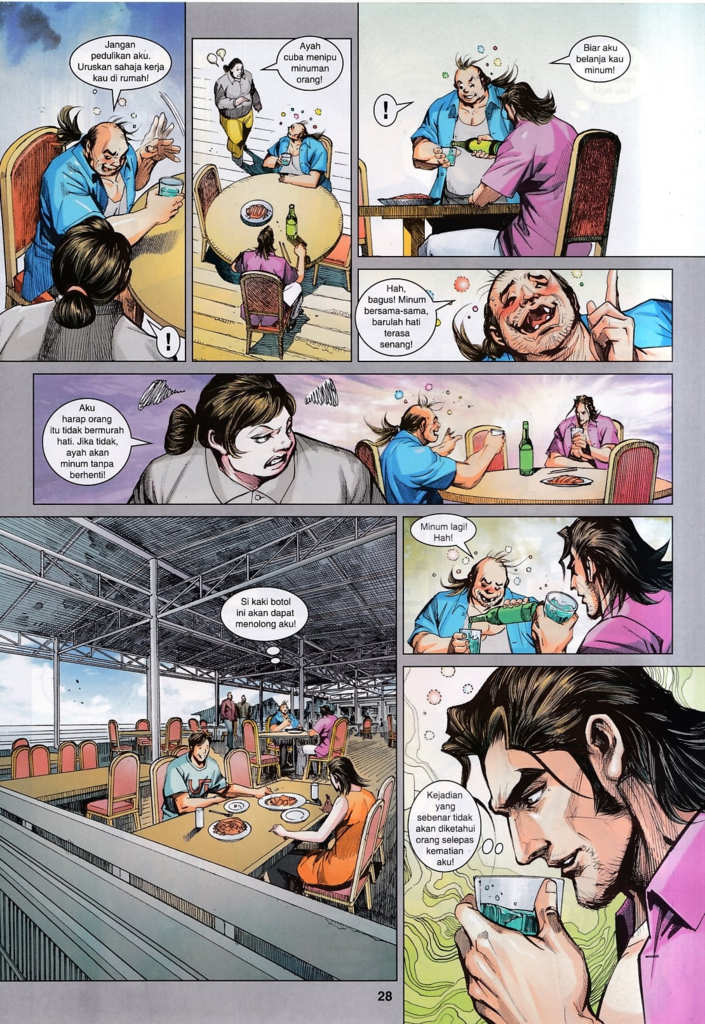 Jangan
pedulikan aku.
Uruskan sahaja kerja
kau di rumah!
!
Ayah
cuba menipu
minuman
orang!
Biar aku
belanja kau
minum!
!
Hah,
bagus! Minum
bersama-sama,
barulah hati
terasa
senang!
Aku
harap orang
itu tidak bermurah
hati. Jika tidak,
ayah akan
minum tanpa
berhenti!
Si kaki botol
ini akan dapat
menolong aku!
Minum lagi!
Hah!
Kejadian
yang
sebenar tidak
akan diketahui
orang selepas
kematian
aku!
28